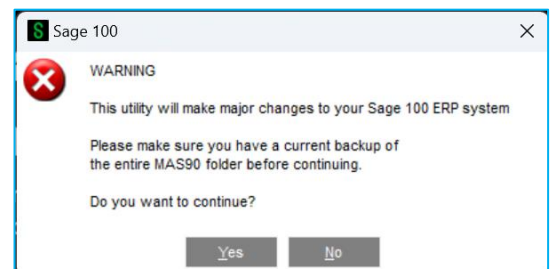 S Sage 100
WARNING
This utility will make major changes to your Sage 100 ERP system
Please make sure you have a current backup of
the entire MAS90 folder before continuing.
Do you want to continue?
Yes No